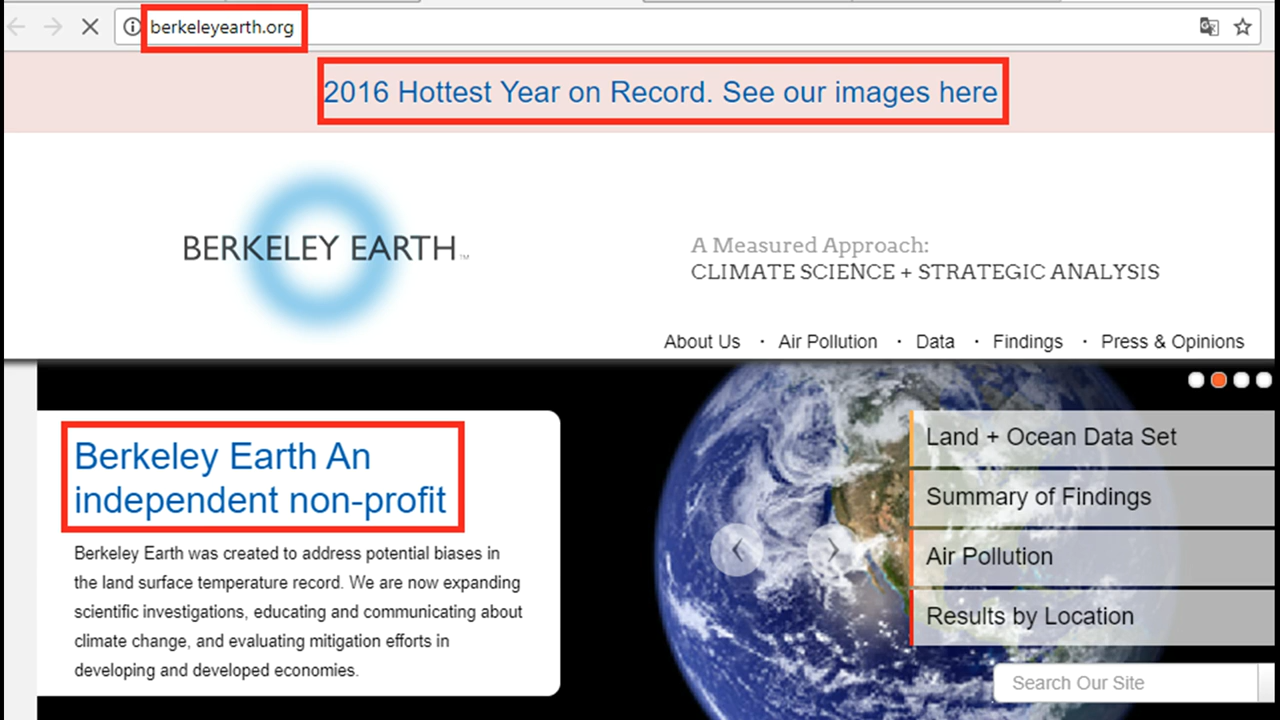 berkeleyearth.org
2016 Hottest Year on Record. See our images here
BERKELEY EARTH™
A Measured Approach:
CLIMATE SCIENCE + STRATEGIC ANALYSIS
About Us · Air Pollution · Data · Findings · Press & Opinions
Berkeley Earth An
independent non-profit
Berkeley Earth was created to address potential biases in
the land surface temperature record. We are now expanding
scientific investigations, educating and communicating about
climate change, and evaluating mitigation efforts in
developing and developed economies.
Land + Ocean Data Set
Summary of Findings
Air Pollution
Results by Location
Search Our Site